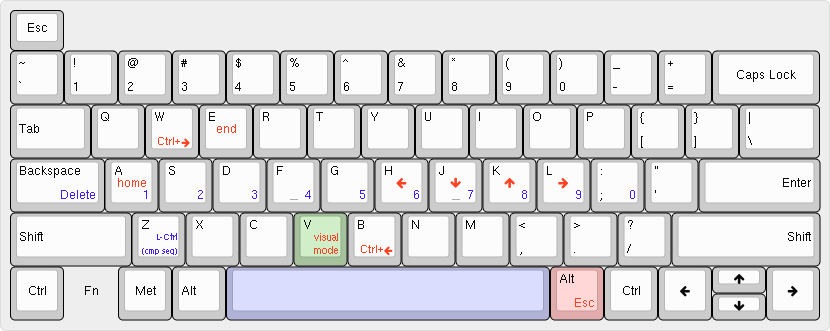 Esc
~ ! @ # $ % ^ & * ( ) _ +
` 1 2 3 4 5 6 7 8 9 0 - = Caps Lock
Tab Q W E R T Y U I O P { } |
Ctrl+→ end [ ] \
Backspace A S D F G H J K L : " Enter
Delete home 1 2 3 _ 4 5 ← 6 ↓ _ 7 ↑ 8 → 9 ; 0 '
Shift Z X C V B N M < > ? Shift
L-Ctrl visual , . /
(cmp seq) mode Ctrl+←
Ctrl Fn Met Alt Alt Ctrl ← ↑ →
Esc ↓